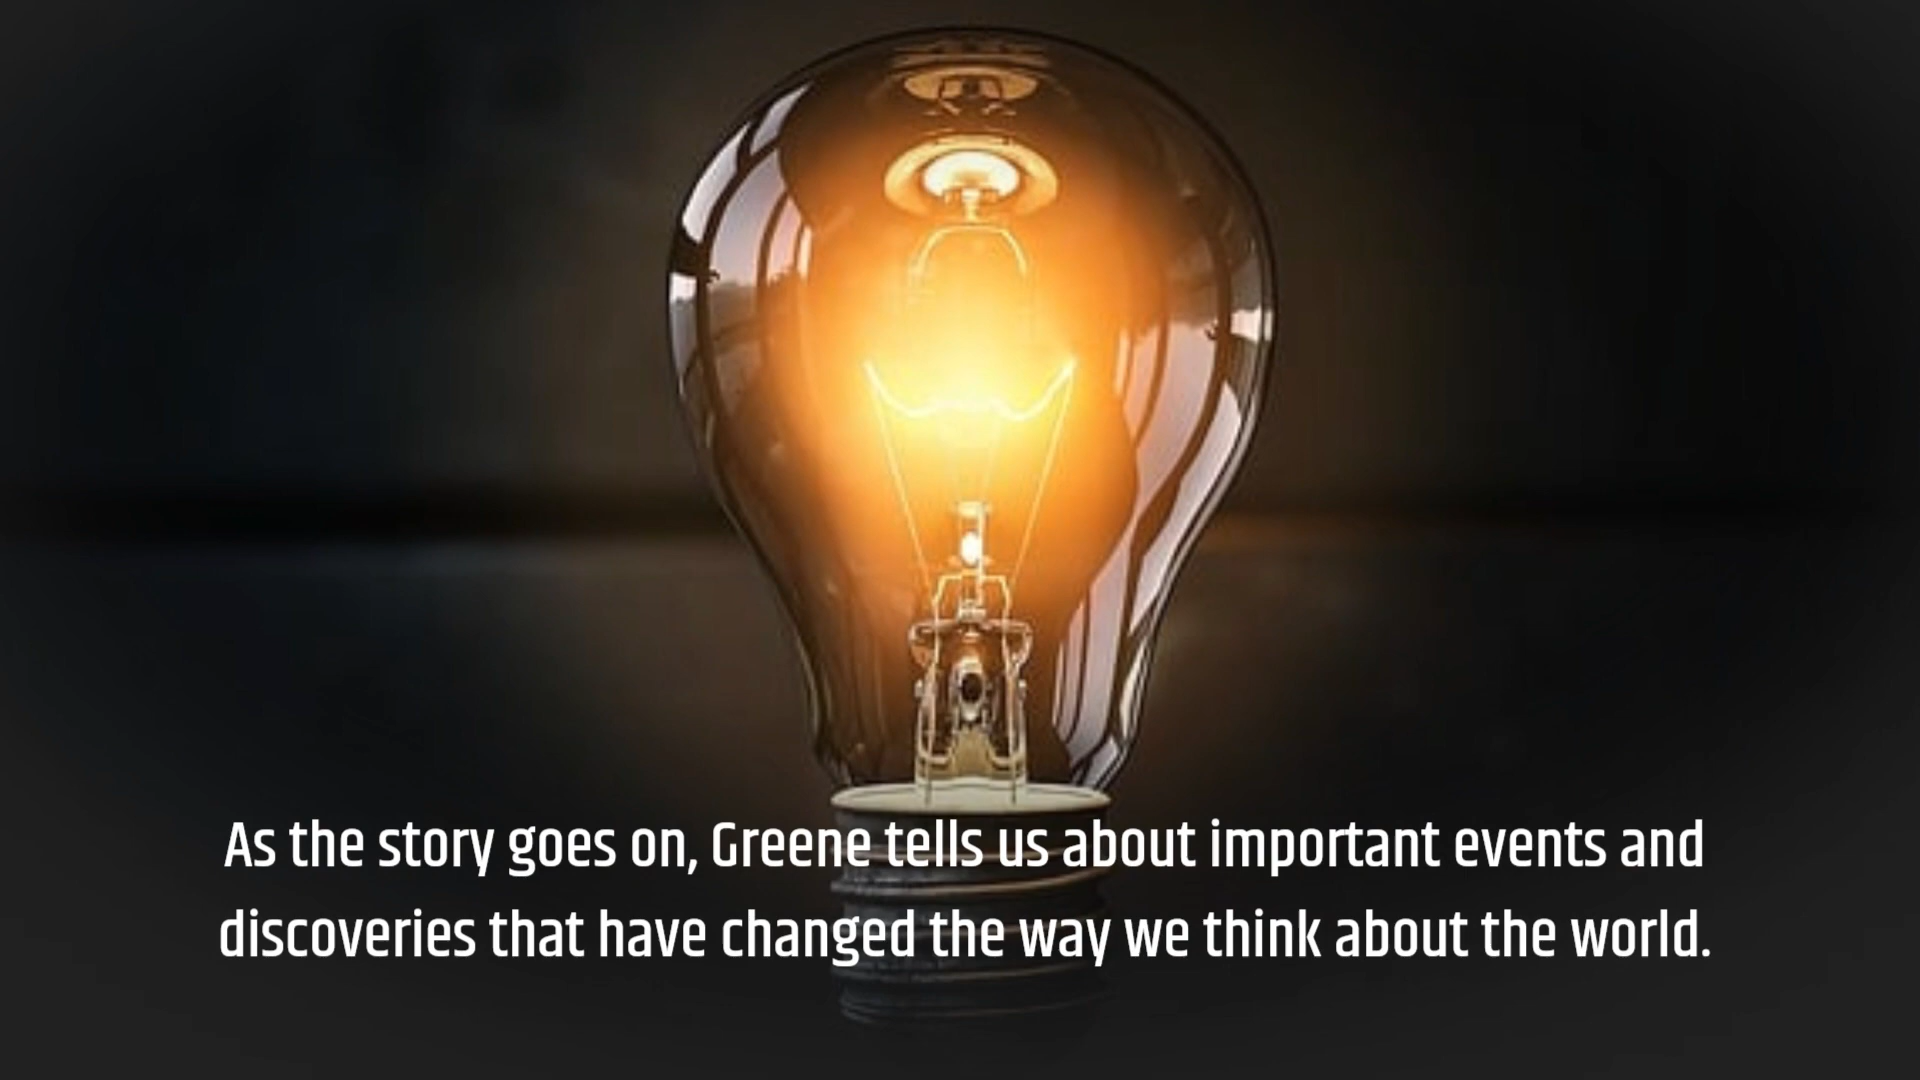 As the story goes on, Greene tells us about important events and
discoveries that have changed the way we think about the world.